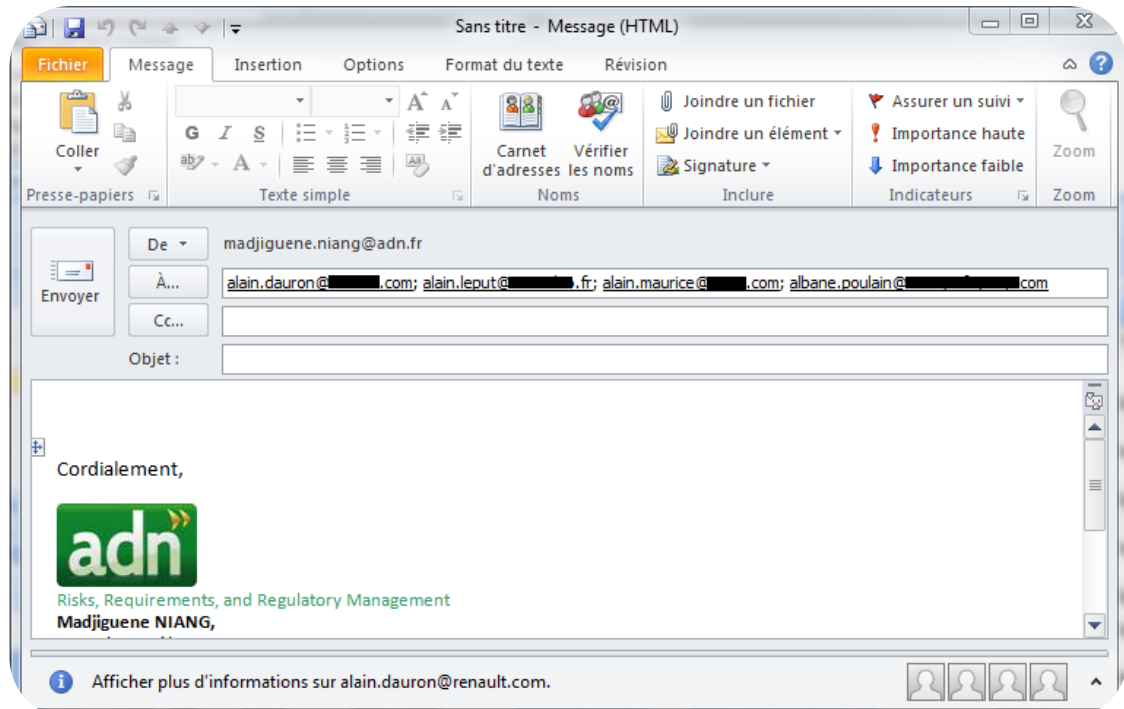 Sans titre - Message (HTML)
Fichier Message Insertion Options Format du texte Révision
Coller
G I S A A
ab A Aa
Carnet d'adresses
Vérifier les noms
Joindre un fichier
Joindre un élément
Signature
Assurer un suivi
Importance haute
Importance faible
Zoom
Presse-papiers Texte simple Noms Inclure Indicateurs Zoom
Envoyer
De madjiguene.niang@adn.fr
À... alain.dauron@ .com; alain.leput@ .fr; alain.maurice@ .com; albane.poulain@ com
Cc...
Objet :
Cordialement,
adn
Risks, Requirements, and Regulatory Management
Madjiguene NIANG,
Afficher plus d'informations sur alain.dauron@renault.com.